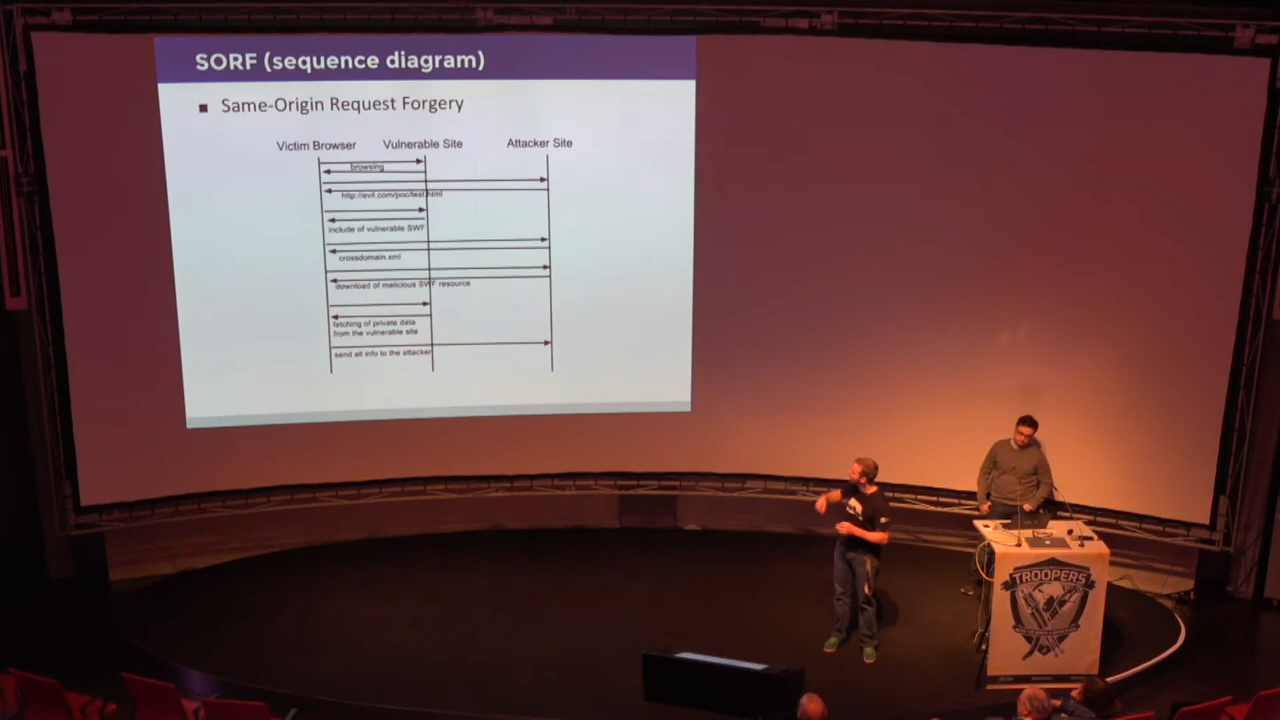 SORF (sequence diagram)
Same-Origin Request Forgery
Victim Browser Vulnerable Site Attacker Site
browsing
http://evil.com/poc/test.html
include of vulnerable SWF
crossdomain.xml
download of malicious SWF resource
fetching of private data
from the vulnerable site
send all info to the attacker
TROOPERS